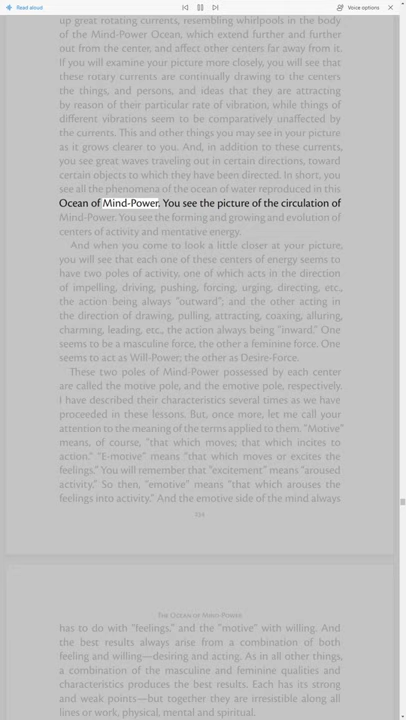 Read aloud
Voice options
up great rotating currents, resembling whirlpools in the body
of the Mind-Power Ocean, which extend further and further
out from the center, and affect other centers far away from it.
If you will examine your picture more closely, you will see that
these rotary currents are continually drawing to the centers
the things, and persons, and ideas that they are attracting
by reason of their particular rate of vibration, while things of
different vibrations seem to be comparatively unaffected by
the currents. This and other things you may see in your picture
as it grows clearer to you. And, in addition to these currents,
you see great waves traveling out in certain directions, toward
certain objects to which they have been directed. In short, you
see all the phenomena of the ocean of water reproduced in this
Ocean of Mind-Power. You see the picture of the circulation of
Mind-Power. You see the forming and growing and evolution of
centers of activity and mentative energy.
And when you come to look a little closer at your picture,
you will see that each one of these centers of energy seems to
have two poles of activity, one of which acts in the direction
of impelling, driving, pushing, forcing, urging, directing, etc.,
the action being always "outward"; and the other acting in
the direction of drawing, pulling, attracting, coaxing, alluring,
charming, leading, etc., the action always being "inward." One
seems to be a masculine force, the other a feminine force. One
seems to act as Will-Power; the other as Desire-Force.
These two poles of Mind-Power possessed by each center
are called the motive pole, and the emotive pole, respectively.
I have described their characteristics several times as we have
proceeded in these lessons. But, once more, let me call your
attention to the meaning of the terms applied to them. "Motive"
means, of course, "that which moves; that which incites to
action." "E-motive" means "that which moves or excites the
feelings." You will remember that "excitement" means "aroused
activity." So then, "emotive" means "that which arouses the
feelings into activity." And the emotive side of the mind always
104
The Ocean of Mind-Power
has to do with "feelings," and the "motive" with willing. And
the best results always arise from a combination of both
feeling and willing—desiring and acting. As in all other things,
a combination of the masculine and feminine qualities and
characteristics produces the best results. Each has its strong
and weak points—but together they are irresistible along all
lines or work, physical, mental and spiritual.